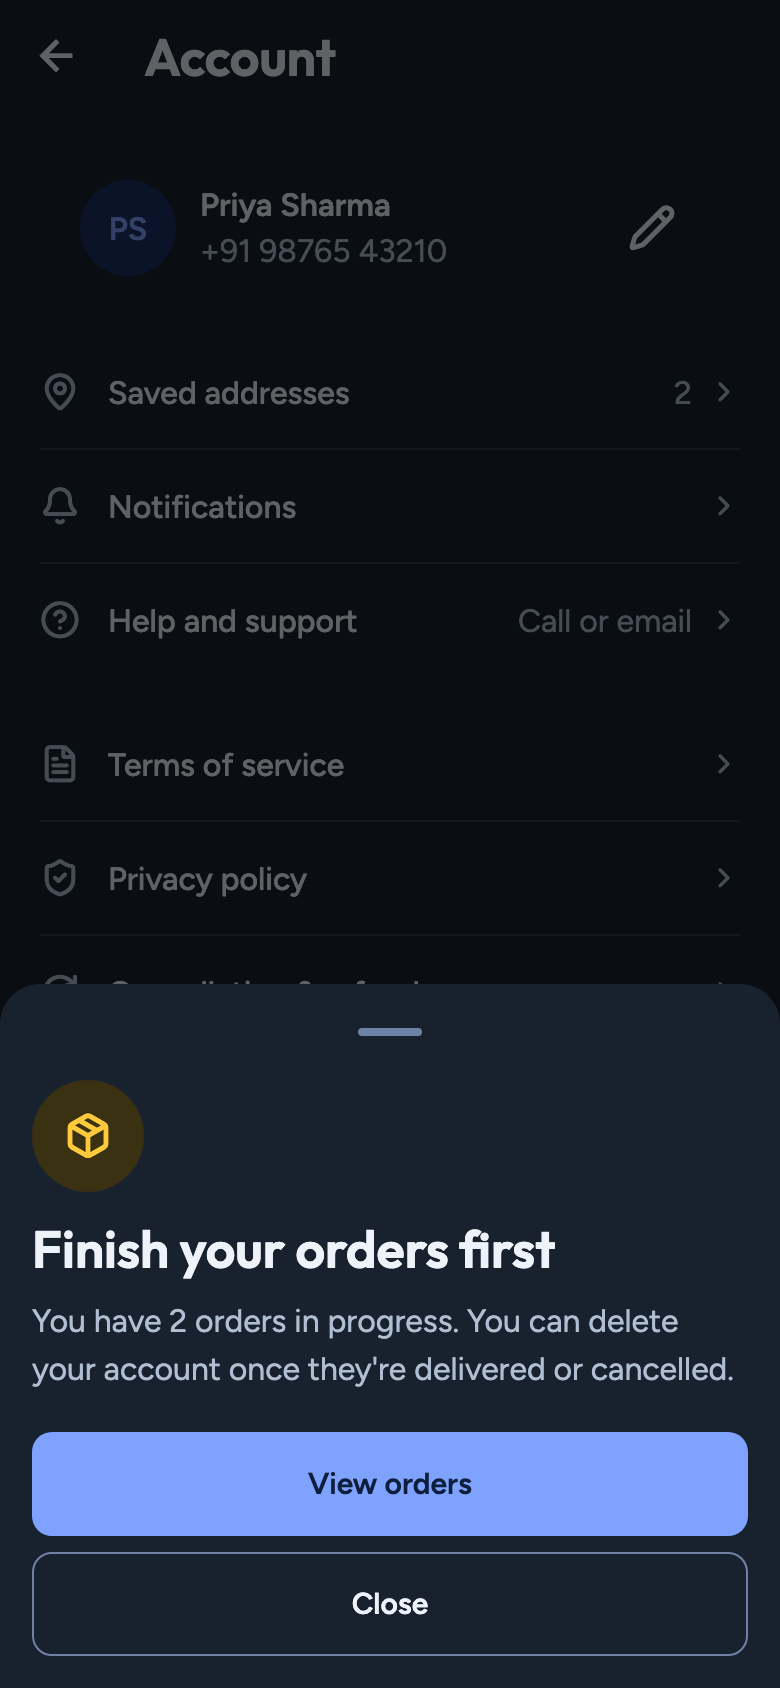 Account
PS
Priya Sharma
+91 98765 43210
Saved addresses 2
Notifications
Help and support Call or email
Terms of service
Privacy policy
Finish your orders first
You have 2 orders in progress. You can delete
your account once they're delivered or cancelled.
View orders
Close